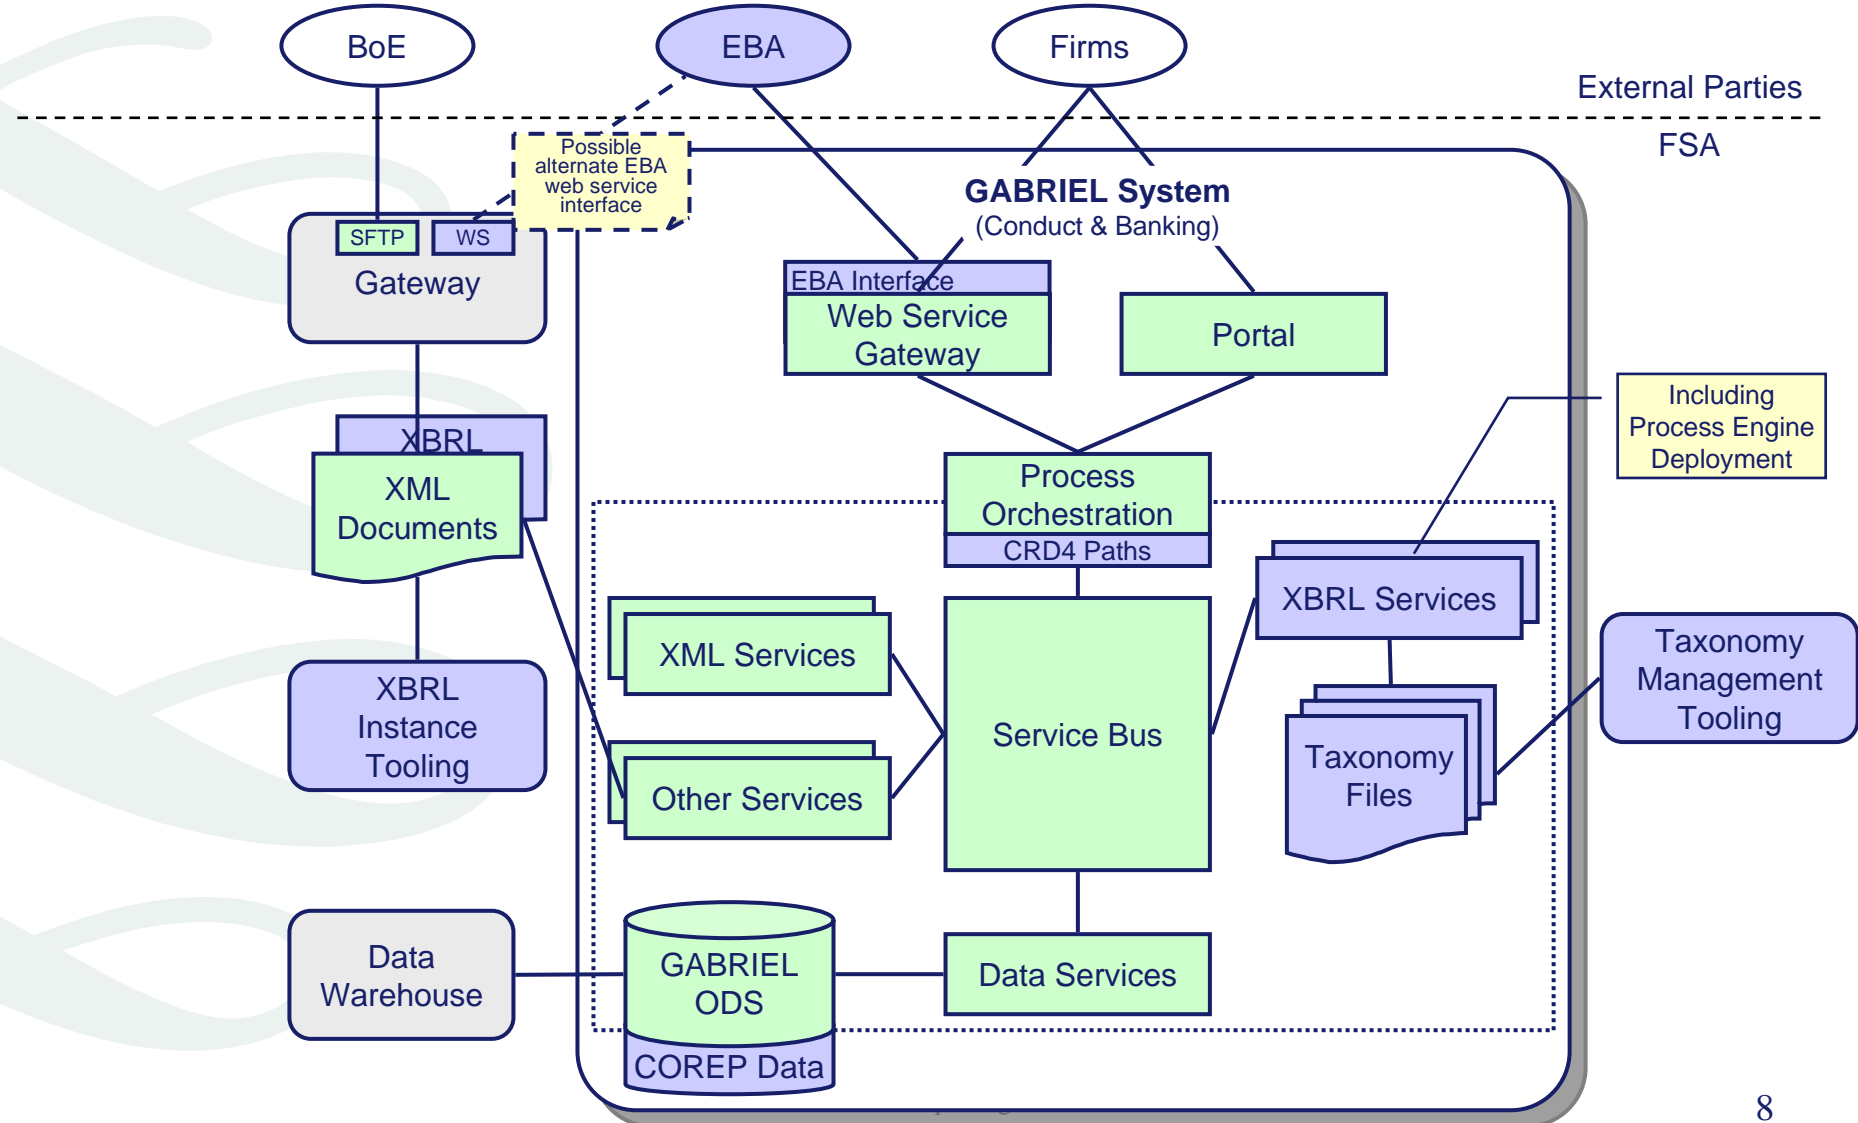 BoE
EBA
Firms
External Parties
FSA
Possible
alternate EBA
web service
interface
GABRIEL System
(Conduct & Banking)
SFTP
WS
Gateway
EBA Interface
Web Service
Gateway
Portal
Including
Process Engine
Deployment
XBRL
XML
Documents
Process
Orchestration
CRD4 Paths
XBRL Services
XML Services
Taxonomy
Management
Tooling
XBRL
Instance
Tooling
Service Bus
Taxonomy
Files
Other Services
Data
Warehouse
GABRIEL
ODS
Data Services
COREP Data
8